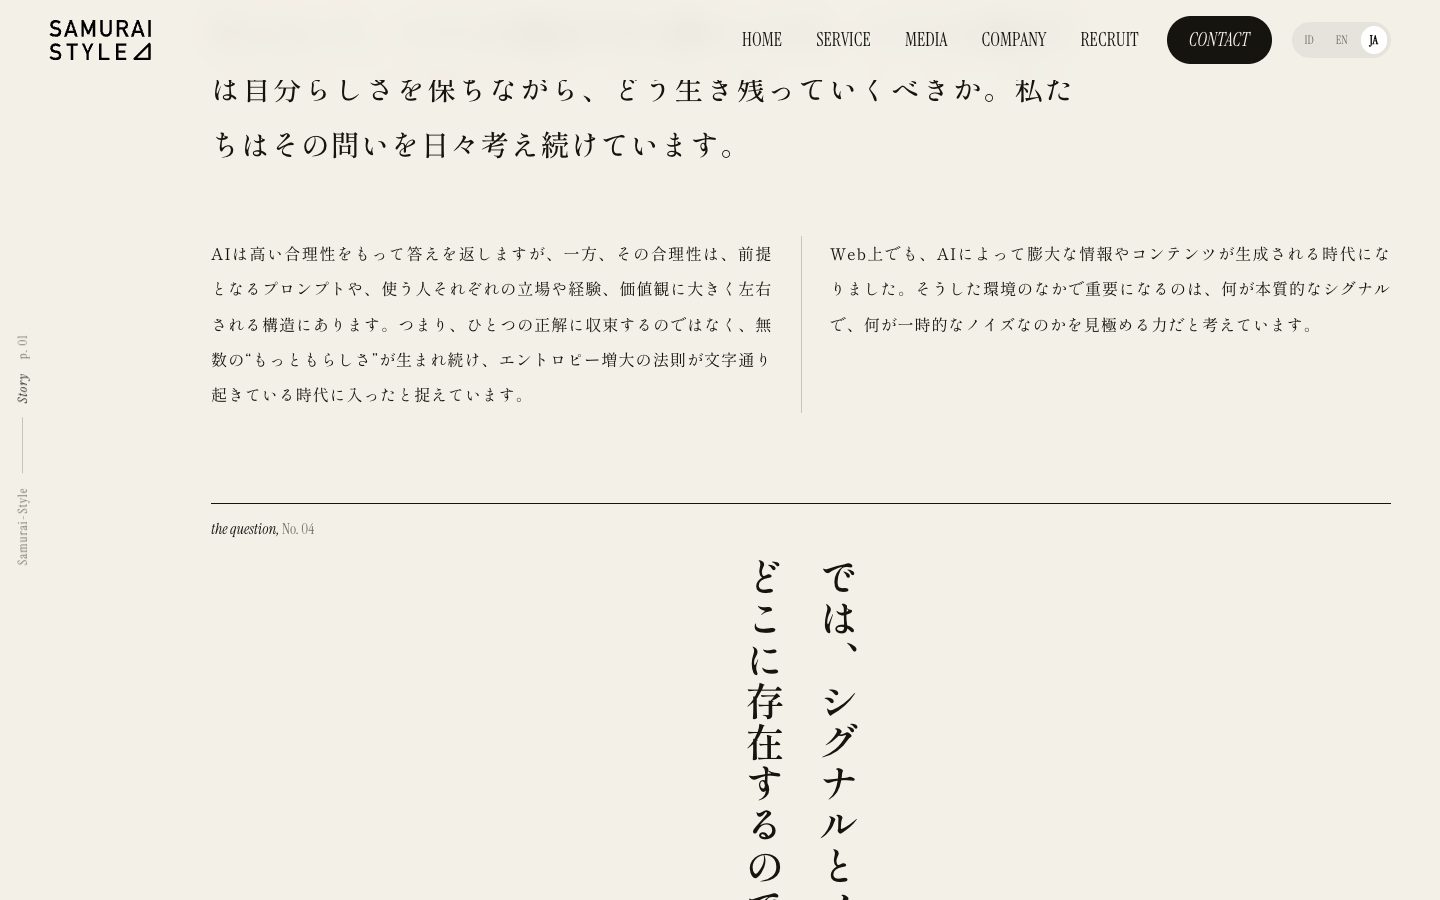 SAMURAI
STYLE
HOME SERVICE MEDIA COMPANY RECRUIT CONTACT ID EN JA
は自分らしさを保ちながら、どう生き残っていくべきか。私た
ちはその問いを日々考え続けています。
AIは高い合理性をもって答えを返しますが、一方、その合理性は、前提
となるプロンプトや、使う人それぞれの立場や経験、価値観に大きく左右
される構造にあります。つまり、ひとつの正解に収束するのではなく、無
数の“もっともらしさ”が生まれ続け、エントロピー増大の法則が文字通り
起きている時代に入ったと捉えています。
Web上でも、AIによって膨大な情報やコンテンツが生成される時代にな
りました。そうした環境のなかで重要になるのは、何が本質的なシグナル
で、何が一時的なノイズなのかを見極める力だと考えています。
Samurai-Style Story p. 01
the question, No. 04
では、シグナルと
どこに存在するの